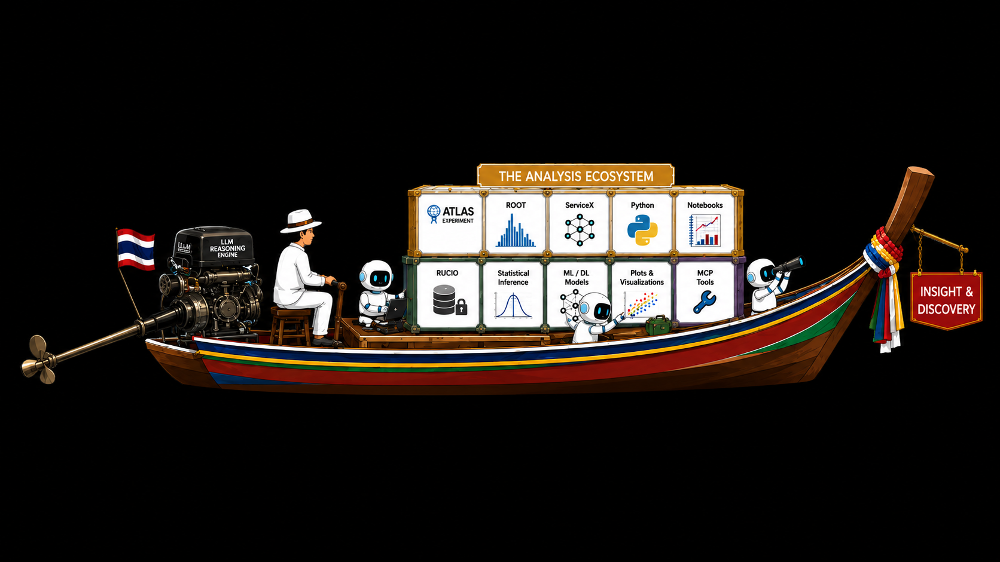 THE ANALYSIS ECOSYSTEM
ATLAS
EXPERIMENT
ROOT
ServiceX
Python
Notebooks
LLM
LLM
REASONING
ENGINE
RUCIO
Statistical
Inference
ML / DL
Models
Plots &
Visualizations
MCP
Tools
INSIGHT &
DISCOVERY